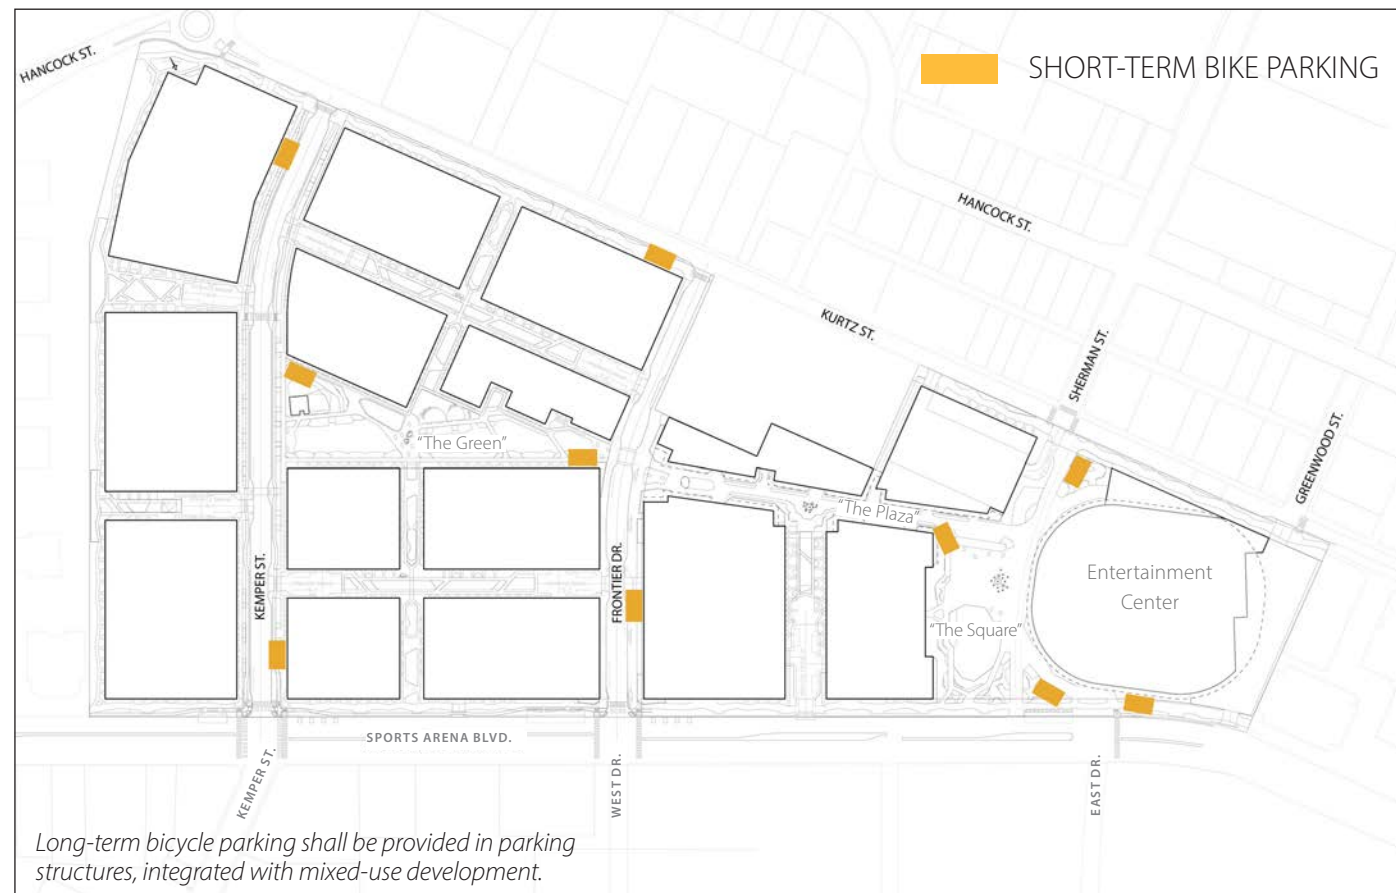 HANCOCK ST.
SHORT-TERM BIKE PARKING
HANCOCK ST.
KURTZ ST.
SHERMAN ST.
GREENWOOD ST.
"The Green"
"The Plaza"
Entertainment
Center
"The Square"
KEMPER ST.
FRONTIER DR.
SPORTS ARENA BLVD.
KEMPER ST.
WEST DR.
EAST DR.
Long-term bicycle parking shall be provided in parking
structures, integrated with mixed-use development.